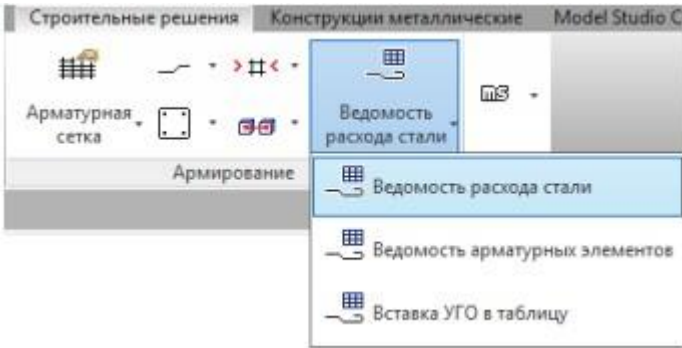 Строительные решения Конструкции металлические Model Studio C
Арматурная сетка
Ведомость расхода стали
ms
Армирование
Ведомость расхода стали
Ведомость арматурных элементов
Вставка УГО в таблицу